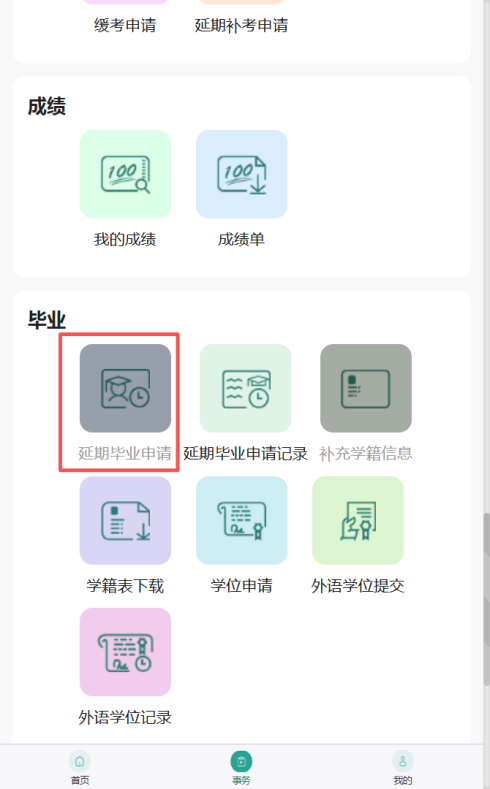 缓考申请 延期补考申请
成绩
100 100
我的成绩 成绩单
毕业
延期毕业申请 延期毕业申请记录 补充学籍信息
学籍表下载 学位申请 外语学位提交
外语学位记录
首页 事务 我的